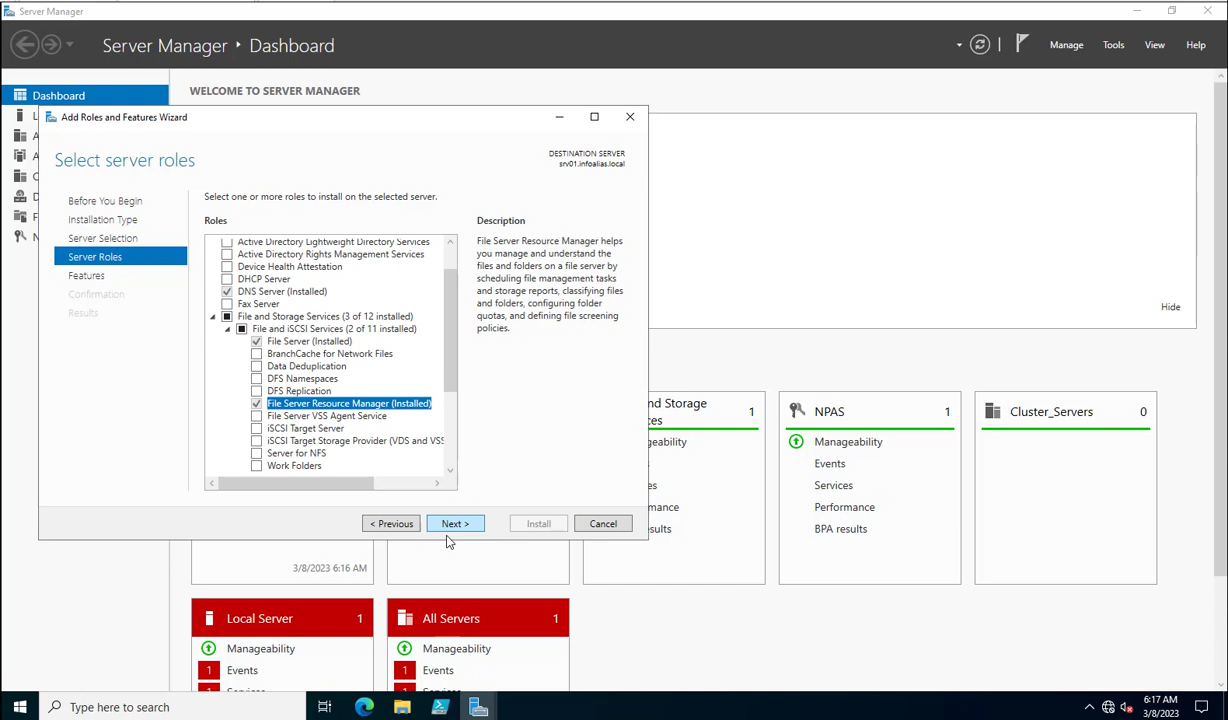 Server Manager
Server Manager ‣ Dashboard
Manage
Tools
View
Help
Dashboard
WELCOME TO SERVER MANAGER
Add Roles and Features Wizard
Select server roles
DESTINATION SERVER
srv01.infoalias.local
Before You Begin
Installation Type
Server Selection
Server Roles
Features
Confirmation
Results
Select one or more roles to install on the selected server.
Roles
Active Directory Lightweight Directory Services
Active Directory Rights Management Services
Device Health Attestation
DHCP Server
DNS Server (Installed)
Fax Server
File and Storage Services (3 of 12 installed)
File and iSCSI Services (2 of 11 installed)
File Server (Installed)
BranchCache for Network Files
Data Deduplication
DFS Namespaces
DFS Replication
File Server Resource Manager (Installed)
File Server VSS Agent Service
iSCSI Target Server
iSCSI Target Storage Provider (VDS and VSS
Server for NFS
Work Folders
Description
File Server Resource Manager helps
you manage and understand the
files and folders on a file server by
scheduling file management tasks
and storage reports, classifying files
and folders, configuring folder
quotas, and defining file screening
policies.
< Previous
Next >
Install
Cancel
Hide
nd Storage
ces
1
geability
s
es
mance
sults
NPAS
1
Manageability
Events
Services
Performance
BPA results
Cluster_Servers
0
3/8/2023 6:16 AM
Local Server
1
Manageability
1
Events
All Servers
1
Manageability
1
Events
Type here to search
6:17 AM
3/8/2023